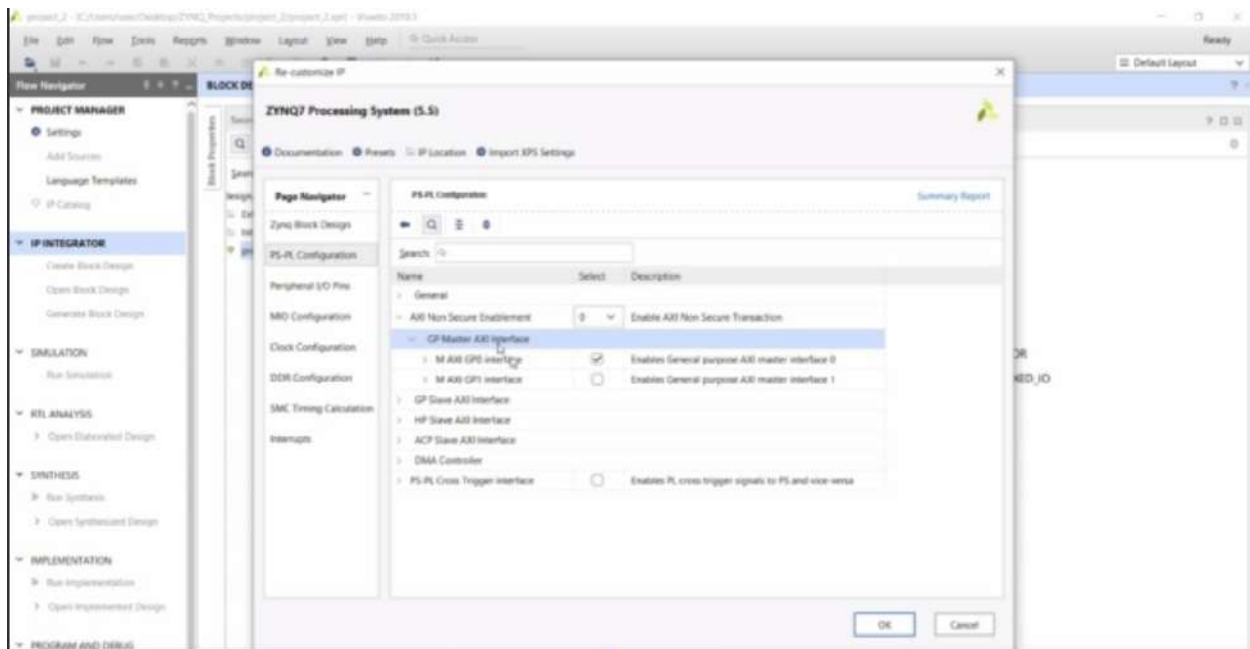 project_2 - [C:/Users/
Vivado 2019.1
File Edit Flow Tools Reports Window Layout View Help Quick Access
Ready
Default Layout
Flow Navigator
BLOCK DE
PROJECT MANAGER
Settings
Add Sources
Language Templates
IP Catalog
IP INTEGRATOR
Create Block Design
Open Block Design
Generate Block Design
SIMULATION
Run Simulation
RTL ANALYSIS
Open Elaborated Design
SYNTHESIS
Run Synthesis
Open Synthesized Design
IMPLEMENTATION
Run Implementation
Open Implemented Design
PROGRAM AND DEBUG
Block Properties
Re-customize IP
ZYNQ7 Processing System (5.5)
Documentation Presets IP Location Import XPS Settings
Page Navigator
Zynq Block Design
PS-PL Configuration
Peripheral I/O Pins
MIO Configuration
Clock Configuration
DDR Configuration
SMC Timing Calculation
Interrupts
PS-PL Configuration
Summary Report
Search:
Name Select Description
General
AXI Non Secure Enablement 0 Enable AXI Non Secure Transaction
GP Master AXI Interface
M AXI GP0 interface Enables General purpose AXI master interface 0
M AXI GP1 interface Enables General purpose AXI master interface 1
GP Slave AXI Interface
HP Slave AXI Interface
ACP Slave AXI Interface
DMA Controller
PS-PL Cross Trigger interface Enables PL cross trigger signals to PS and vice-versa
OK Cancel